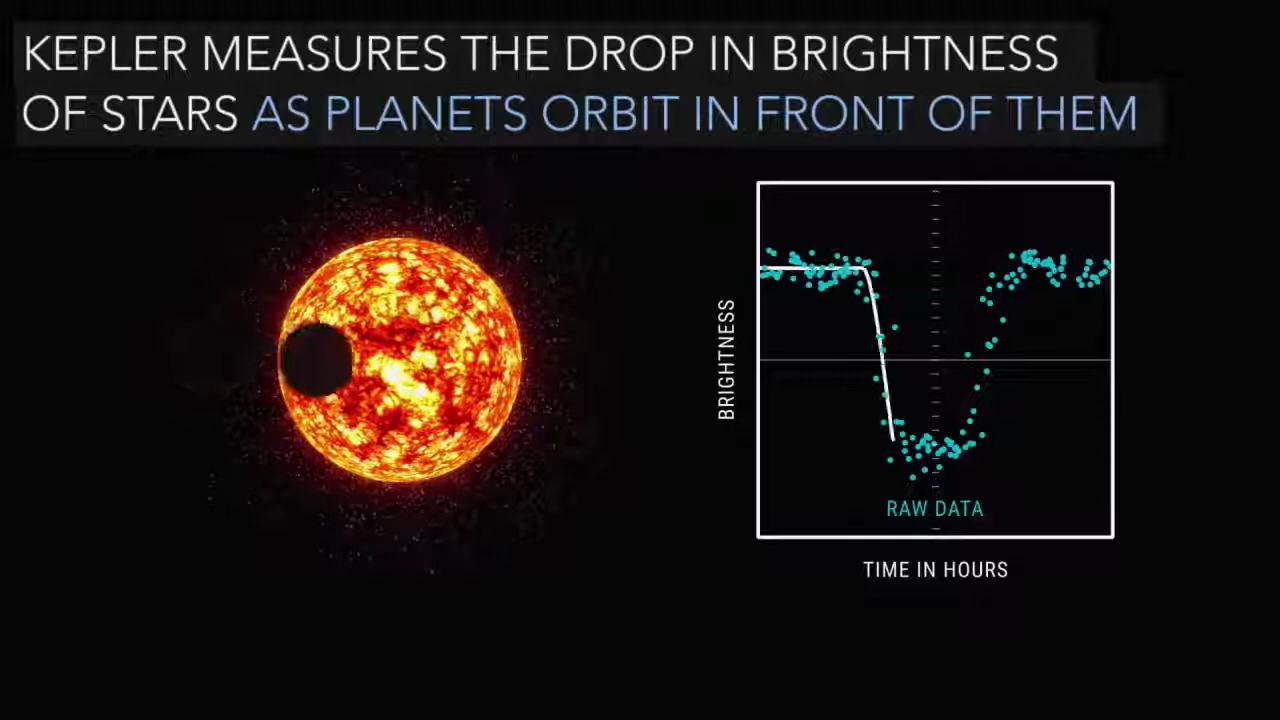 KEPLER MEASURES THE DROP IN BRIGHTNESS
OF STARS AS PLANETS ORBIT IN FRONT OF THEM
BRIGHTNESS
RAW DATA
TIME IN HOURS